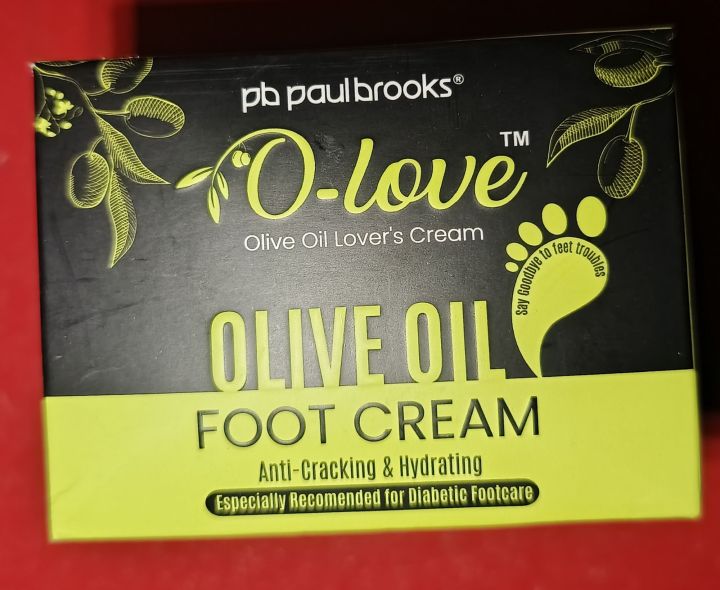 pb paulbrooks®
O-love™
Olive Oil Lover's Cream
Say Goodbye to feet troubles
OLIVE OIL
FOOT CREAM
Anti-Cracking & Hydrating
Especially Recomended for Diabetic Footcare